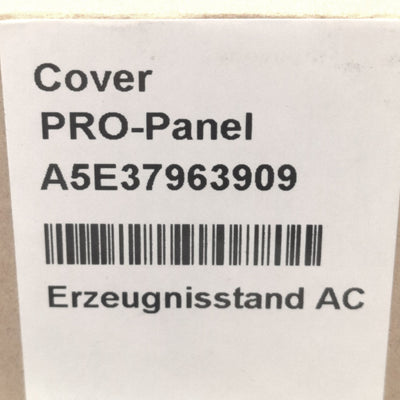 Cover
PRO-Panel
A5E37963909
Erzeugnisstand AC